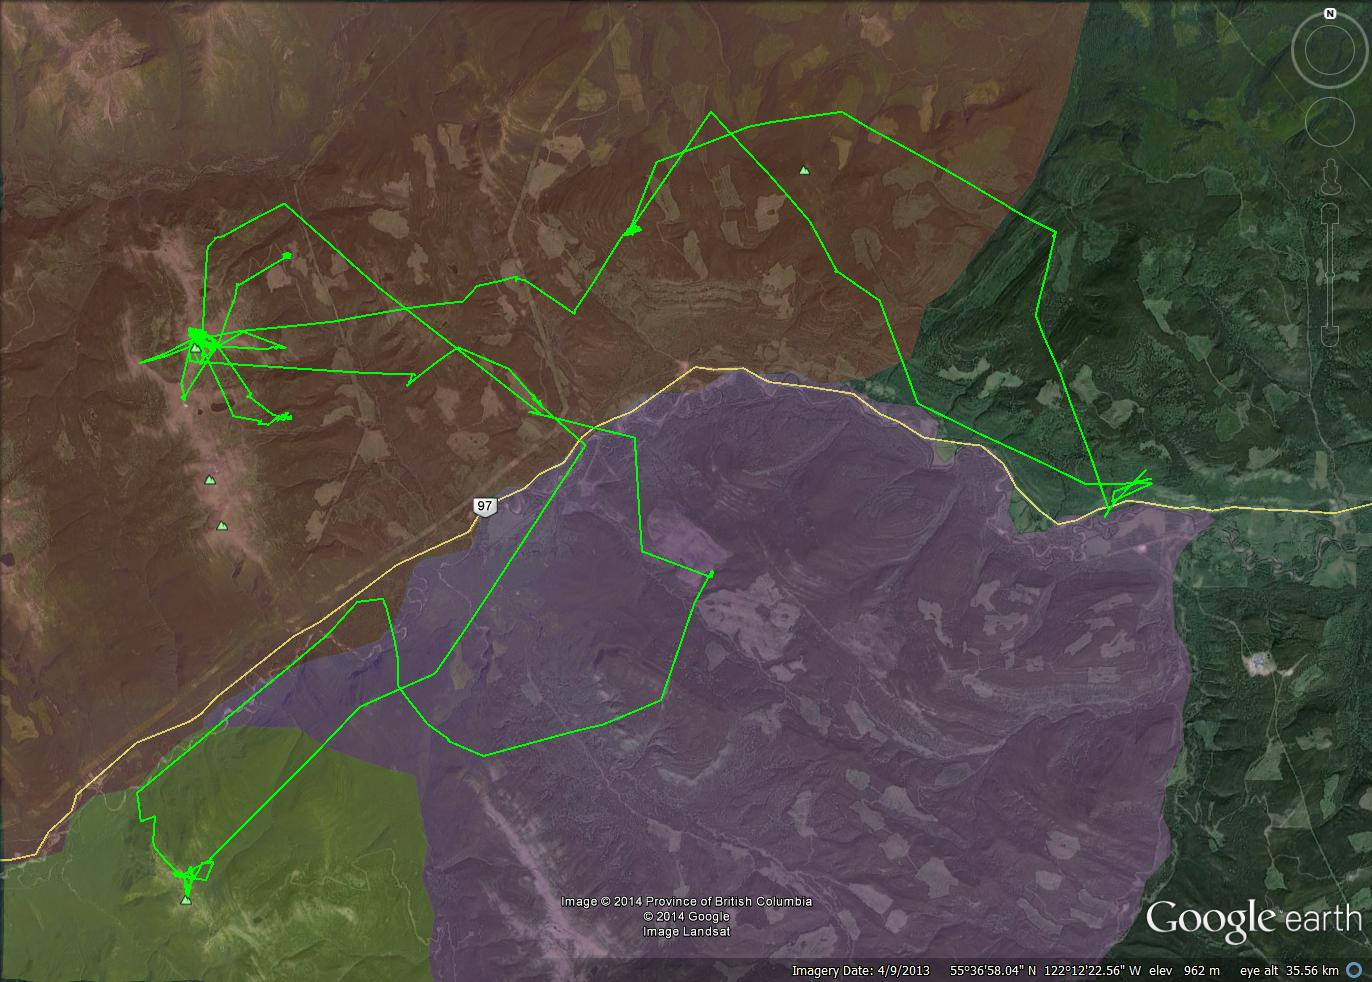 N
97
Image © 2014 Province of British Columbia
© 2014 Google
Image Landsat
Google earth
Imagery Date: 4/9/2013 55°36'58.04" N 122°12'22.56" W elev 962 m eye alt 35.56 km